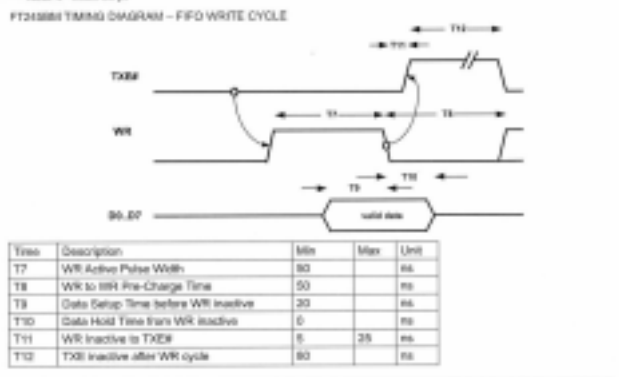 TIMING DIAGRAM – FIFO WRITE CYCLE
T12
T11
TXE#
T7 T8
WR
T10
T9
D0..D7 valid data
Time Description Min Max Unit
T7 WR Active Pulse Width 50 ns
T8 WR to WR Pre-Charge Time 50 ns
T9 Data Setup Time before WR inactive 20 ns
T10 Data Hold Time from WR inactive 0 ns
T11 WR Inactive to TXE# 5 25 ns
T12 inactive after WR cycle 80 ns